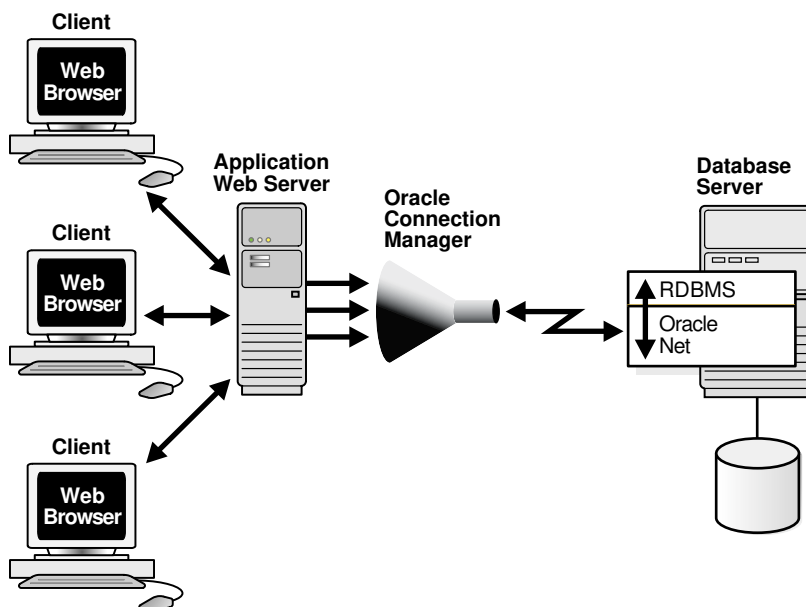 Client
Web
Browser
Application
Web Server
Oracle
Connection
Manager
Database
Server
Client
Web
Browser
RDBMS
Oracle
Net
Client
Web
Browser